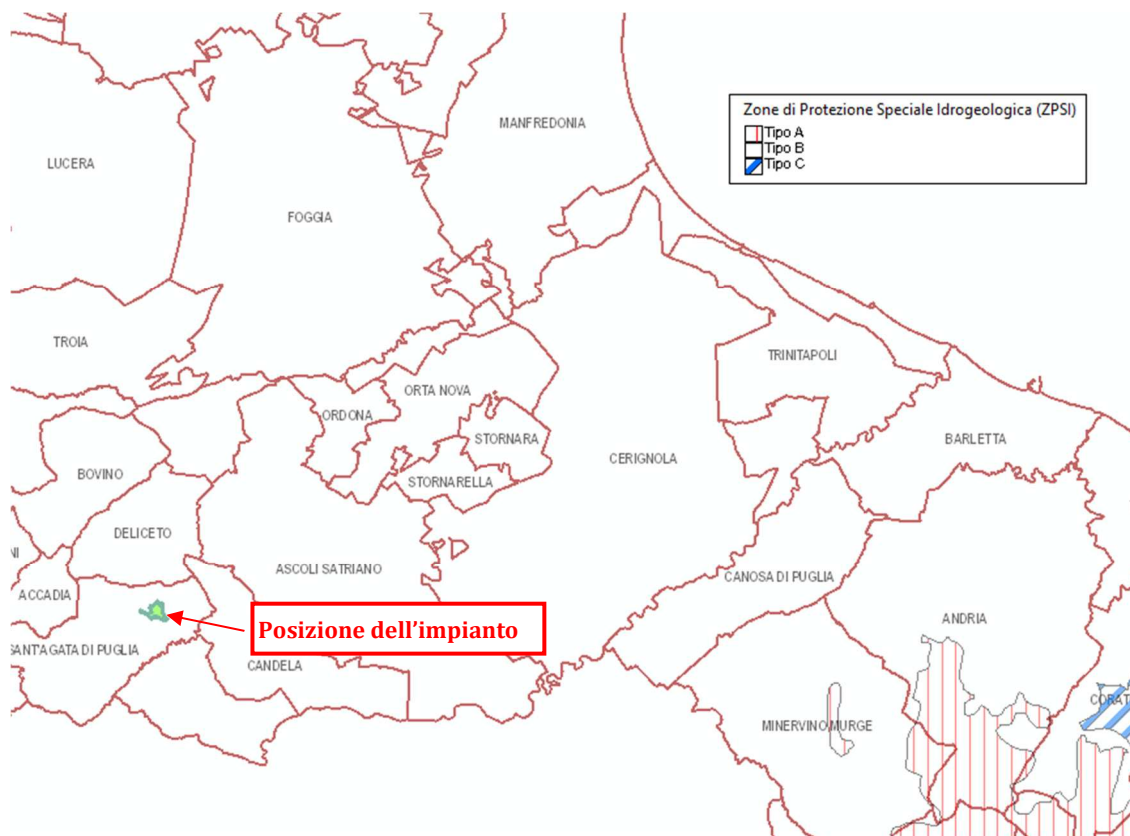 MANFREDONIA
Zone di Protezione Speciale Idrogeologica (ZPSI)
Tipo A
Tipo B
Tipo C
LUCERA
FOGGIA
TROIA
TRINITAPOLI
ORTA NOVA
ORDONA
STORNARA
BARLETTA
CERIGNOLA
BOVINO
STORNARELLA
DELICETO
NI
ASCOLI SATRIANO
CANOSA DI PUGLIA
ACCADIA
ANDRIA
Posizione dell'impianto
SANT'AGATA DI PUGLIA
CANDELA
CORAT
MINERVINO MURGE